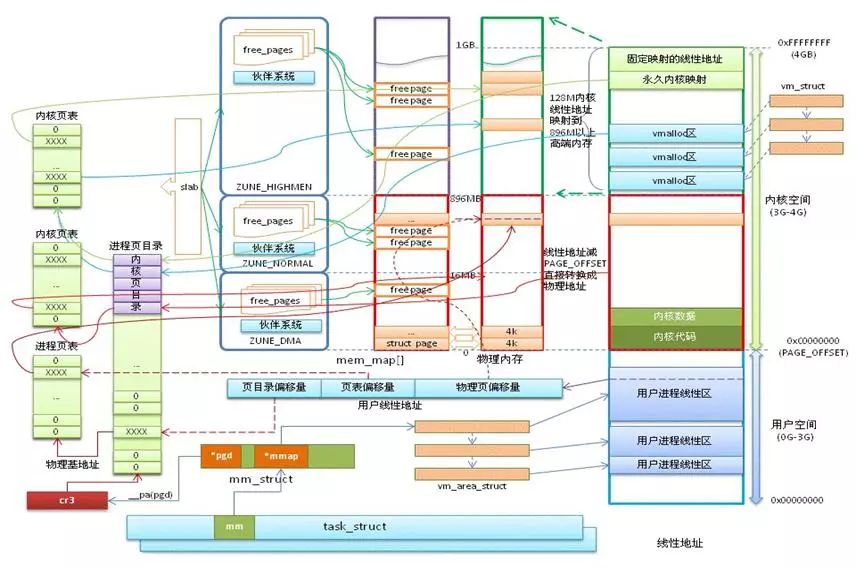 free_pages
伙伴系统
ZUNE_HIGHMEN
free_pages
伙伴系统
ZUNE_NORMAL
free_pages
伙伴系统
ZUNE_DMA
slab
内核页表
0
XXXX
...
XXXX
0
0
内核页表
0
XXXX
...
0
0
进程页表
0
XXXX
...
0
0
进程页目录
内
核
页
目
录
...
0
0
XXXX
0
0
物理基地址
cr3
__pa(pgd)
free page
free page
free page
...
free page
free page
free page
...
struct page
mem_map[]
1GB
896MB
16MB
0
4k
4k
物理内存
128M内核
线性地址
映射到
896M以上
高端内存
线性地址减
PAGE_OFFSET
直接转换成
物理地址
固定映射的线性地址
永久内核映射
vmalloc区
vmalloc区
vmalloc区
内核数据
内核代码
用户进程线性区
用户进程线性区
用户进程线性区
0xFFFFFFFF
(4GB)
vm_struct
内核空间
(3G-4G)
0xC0000000
(PAGE_OFFSET)
用户空间
(0G-3G)
0x00000000
线性地址
页目录偏移量
页表偏移量
物理页偏移量
用户线性地址
*pgd
*mmap
mm_struct
vm_area_struct
mm
task_struct